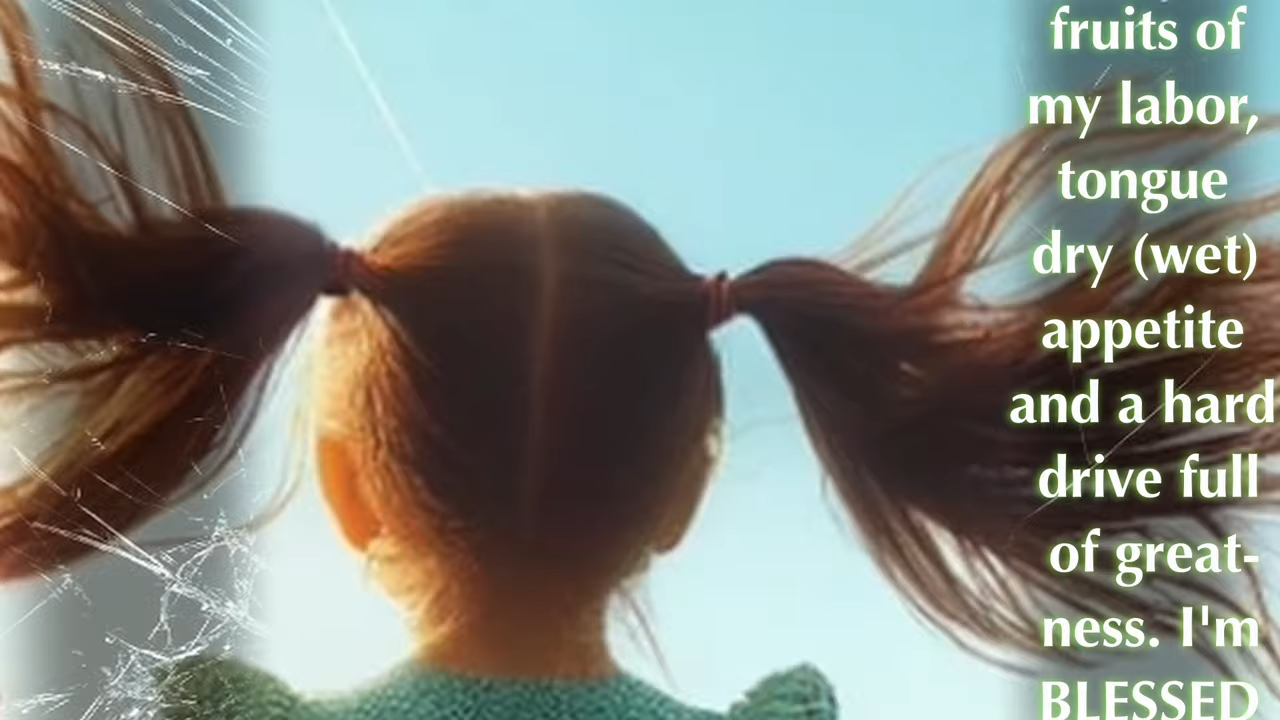 fruits of
my labor,
tongue
dry (wet)
appetite
and a hard
drive full
of great-
ness. I'm
BLESSED